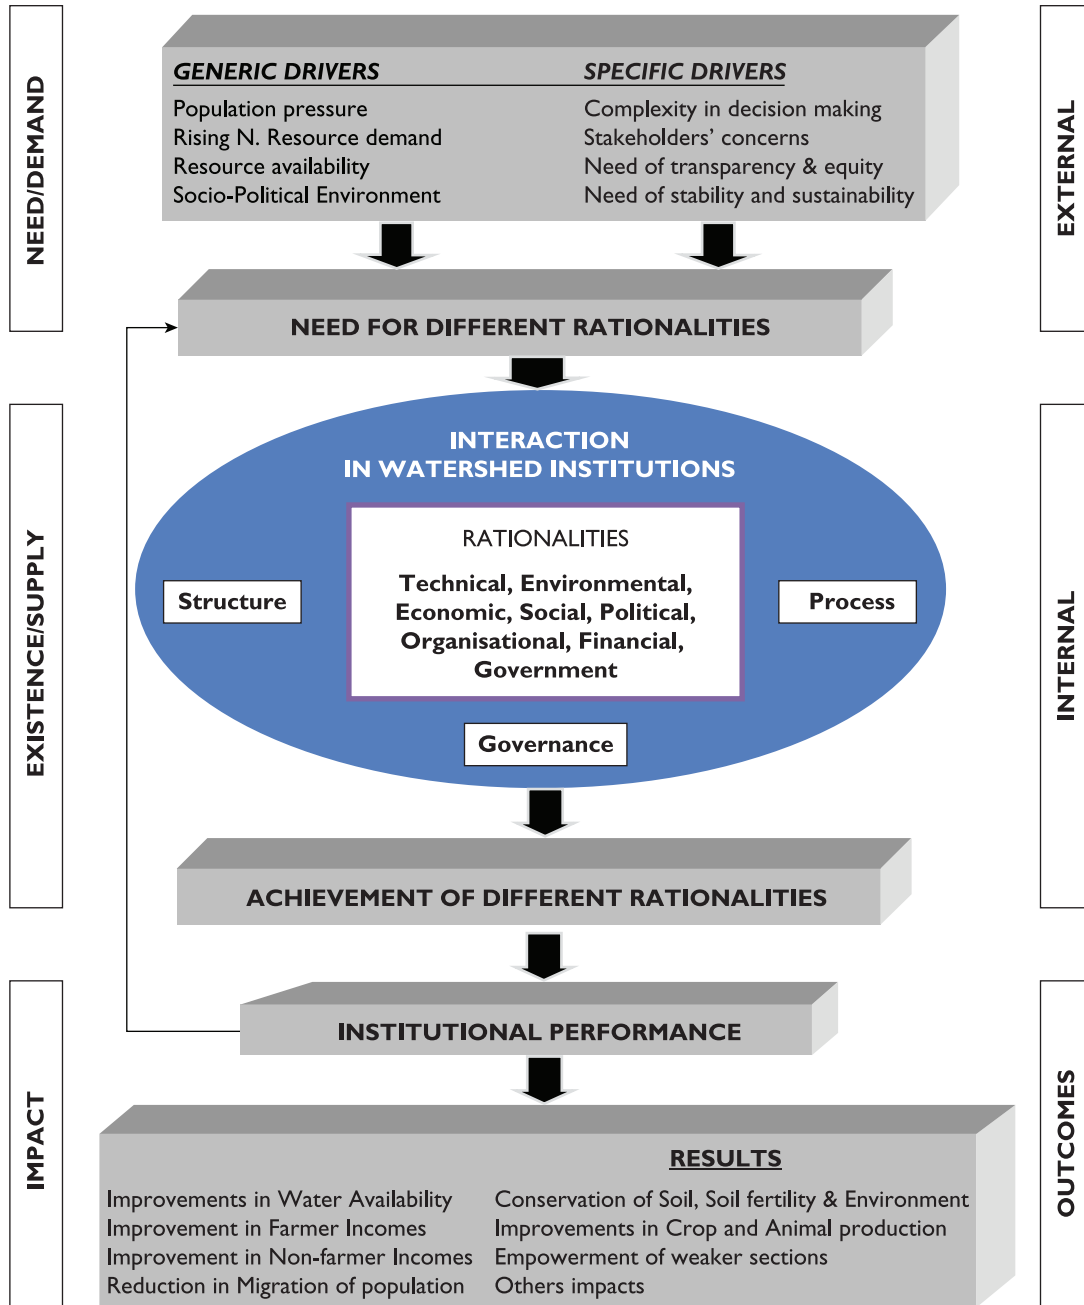 NEED/DEMAND
EXTERNAL
GENERIC DRIVERS
Population pressure
Rising N. Resource demand
Resource availability
Socio-Political Environment
SPECIFIC DRIVERS
Complexity in decision making
Stakeholders' concerns
Need of transparency & equity
Need of stability and sustainability
NEED FOR DIFFERENT RATIONALITIES
EXISTENCE/SUPPLY
INTERNAL
INTERACTION
IN WATERSHED INSTITUTIONS
RATIONALITIES
Technical, Environmental,
Economic, Social, Political,
Organisational, Financial,
Government
Structure
Process
Governance
ACHIEVEMENT OF DIFFERENT RATIONALITIES
IMPACT
OUTCOMES
INSTITUTIONAL PERFORMANCE
RESULTS
Improvements in Water Availability
Improvement in Farmer Incomes
Improvement in Non-farmer Incomes
Reduction in Migration of population
Conservation of Soil, Soil fertility & Environment
Improvements in Crop and Animal production
Empowerment of weaker sections
Others impacts